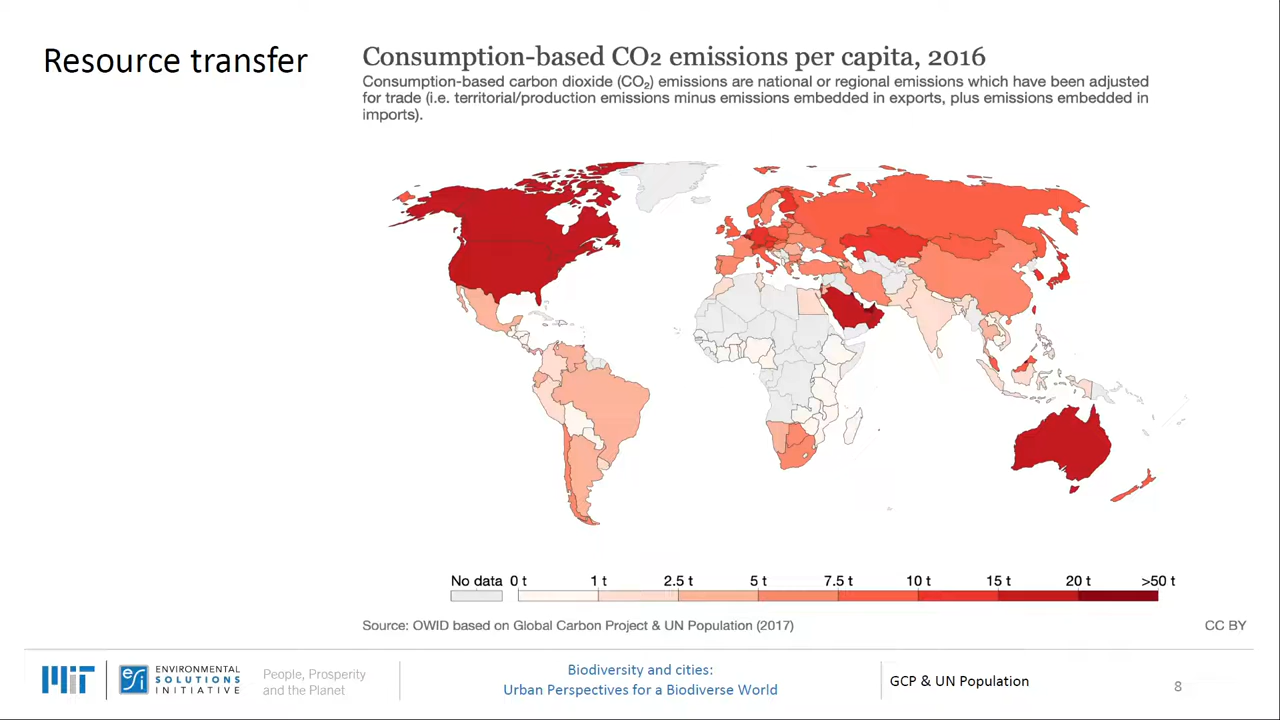 Resource transfer
Consumption-based CO2 emissions per capita, 2016
Consumption-based carbon dioxide (CO₂) emissions are national or regional emissions which have been adjusted
for trade (i.e. territorial/production emissions minus emissions embedded in exports, plus emissions embedded in
imports).
No data 0 t 1 t 2.5 t 5 t 7.5 t 10 t 15 t 20 t >50 t
Source: OWID based on Global Carbon Project & UN Population (2017) CC BY
MIT
esi
ENVIRONMENTAL
SOLUTIONS
INITIATIVE
People, Prosperity
and the Planet
Biodiversity and cities:
Urban Perspectives for a Biodiverse World
GCP & UN Population
8